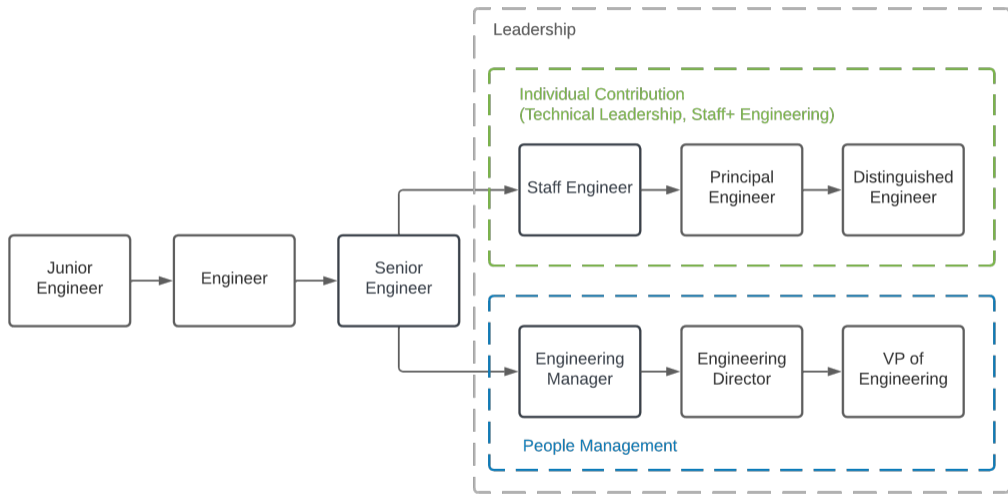 Leadership
Individual Contribution
(Technical Leadership, Staff+ Engineering)
Staff Engineer
Principal
Engineer
Distinguished
Engineer
Junior
Engineer
Engineer
Senior
Engineer
Engineering
Manager
Engineering
Director
VP of
Engineering
People Management